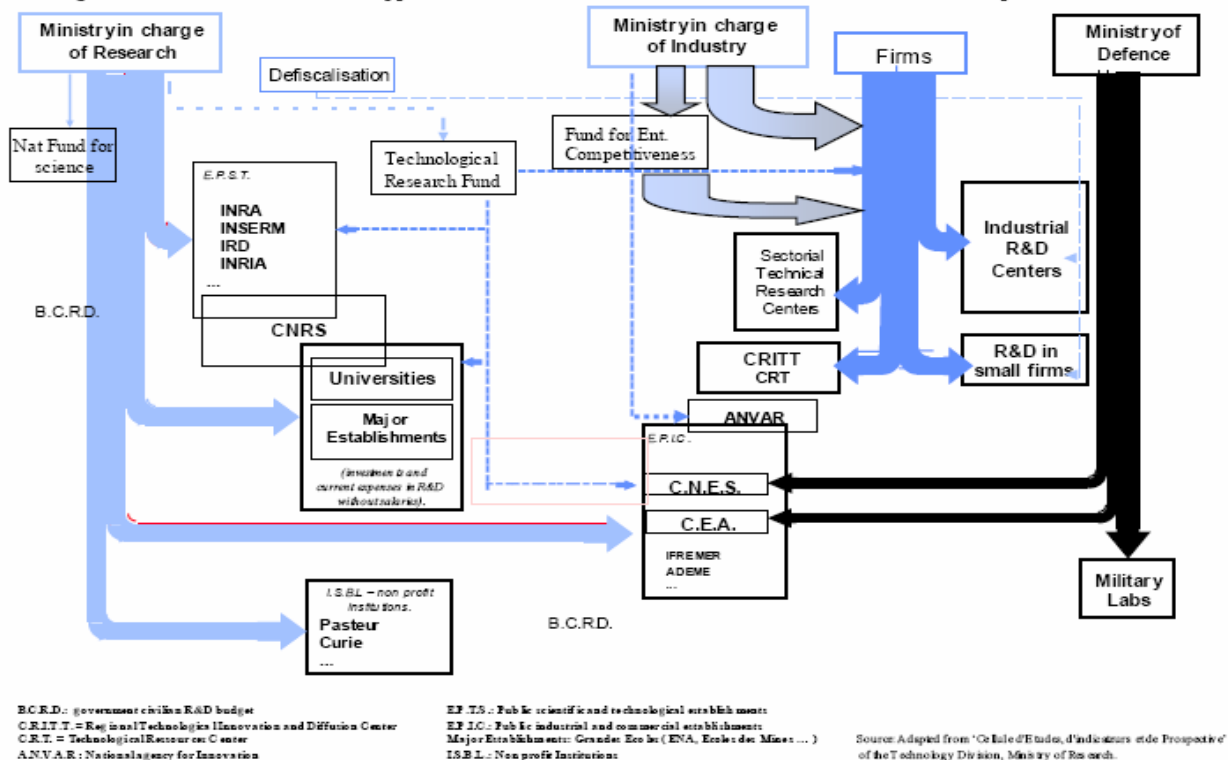 Ministryin charge
of Research
Ministryin charge
of Industry
Firms
Ministryof
Defence
Defiscalisation
Nat Fund for
science
Technological
Research Fund
Fund for Ent.
Competitiveness
E.P.S.T.
INRA
INSERM
IRD
INRIA
...
CNRS
B.C.R.D.
Universities
Major
Establishments
(investments and
current expenses in R&D
without salaries).
Sectorial
Technical
Research
Centers
Industrial
R&D
Centers
CRITT
CRT
R&D in
small firms
ANVAR
E.P.I.C.
C.N.E.S.
C.E.A.
IFREMER
ADEME
...
Military
Labs
I.S.B.L – non profit
institutions.
Pasteur
Curie
...
B.C.R.D.
B.C.R.D.: government civilian R&D budget
C.R.I.T.T. = Regional Technological Innovation and Diffusion Center
C.R.T. = Technological Ressources Center
A.N.V.A.R.: National agency for Innovation
E.P.T.S.: Public scientific and technological establishments
E.P.I.C.: Public industrial and commercial establishments
Major Establishments: Grandes Ecoles (ENA, Ecoles des Mines ... )
I.S.B.L.: Non profit Institutions
Source: Adapted from 'Cellule d'Etudes, d'indicateurs et de Prospective'
of the Technology Division, Ministry of Research.